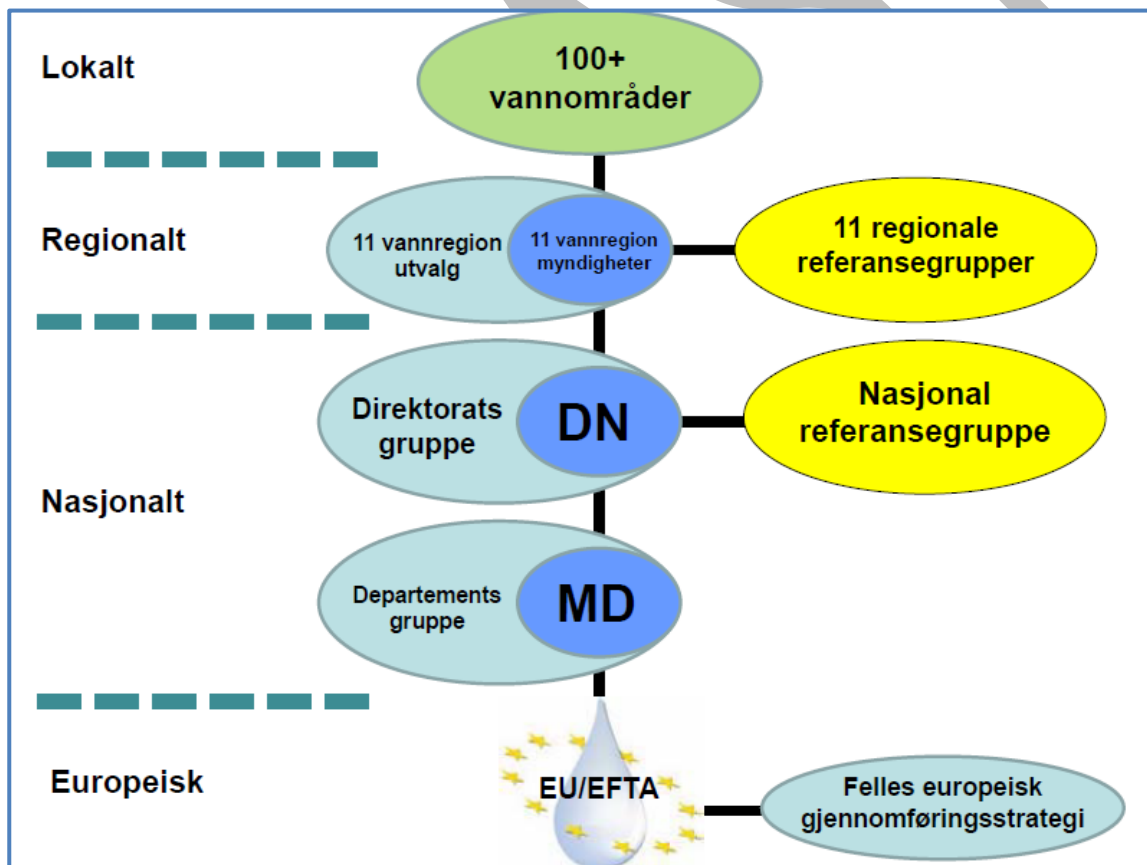 Lokalt
100+
vannområder
Regionalt
11 vannregion
utvalg
11 vannregion
myndigheter
11 regionale
referansegrupper
Nasjonalt
Direktorats
gruppe
DN
Nasjonal
referansegruppe
Departements
gruppe
MD
Europeisk
EU/EFTA
Felles europeisk
gjennomføringsstrategi